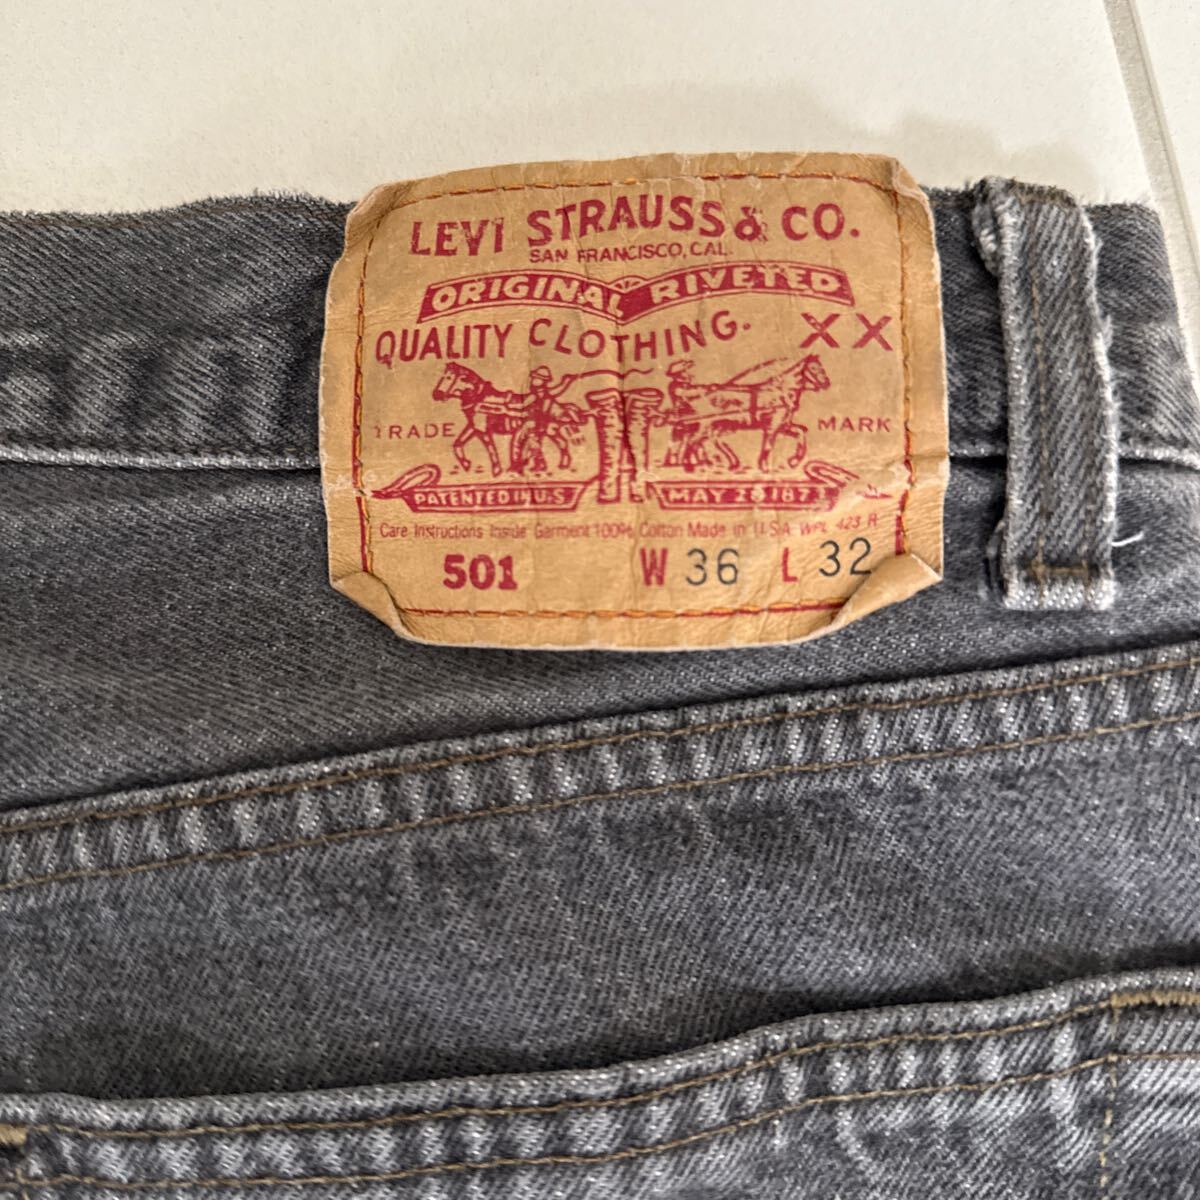 LEVI STRAUSS & CO.
SAN FRANCISCO, CAL.
ORIGINAL RIVETED
QUALITY CLOTHING. XX
TRADE MARK
PATENTED IN U.S. MAY 20 1873
Care Instructions Inside Garment 100% Cotton Made in U.S.A. WPL 423 R
501 W 36 L 32